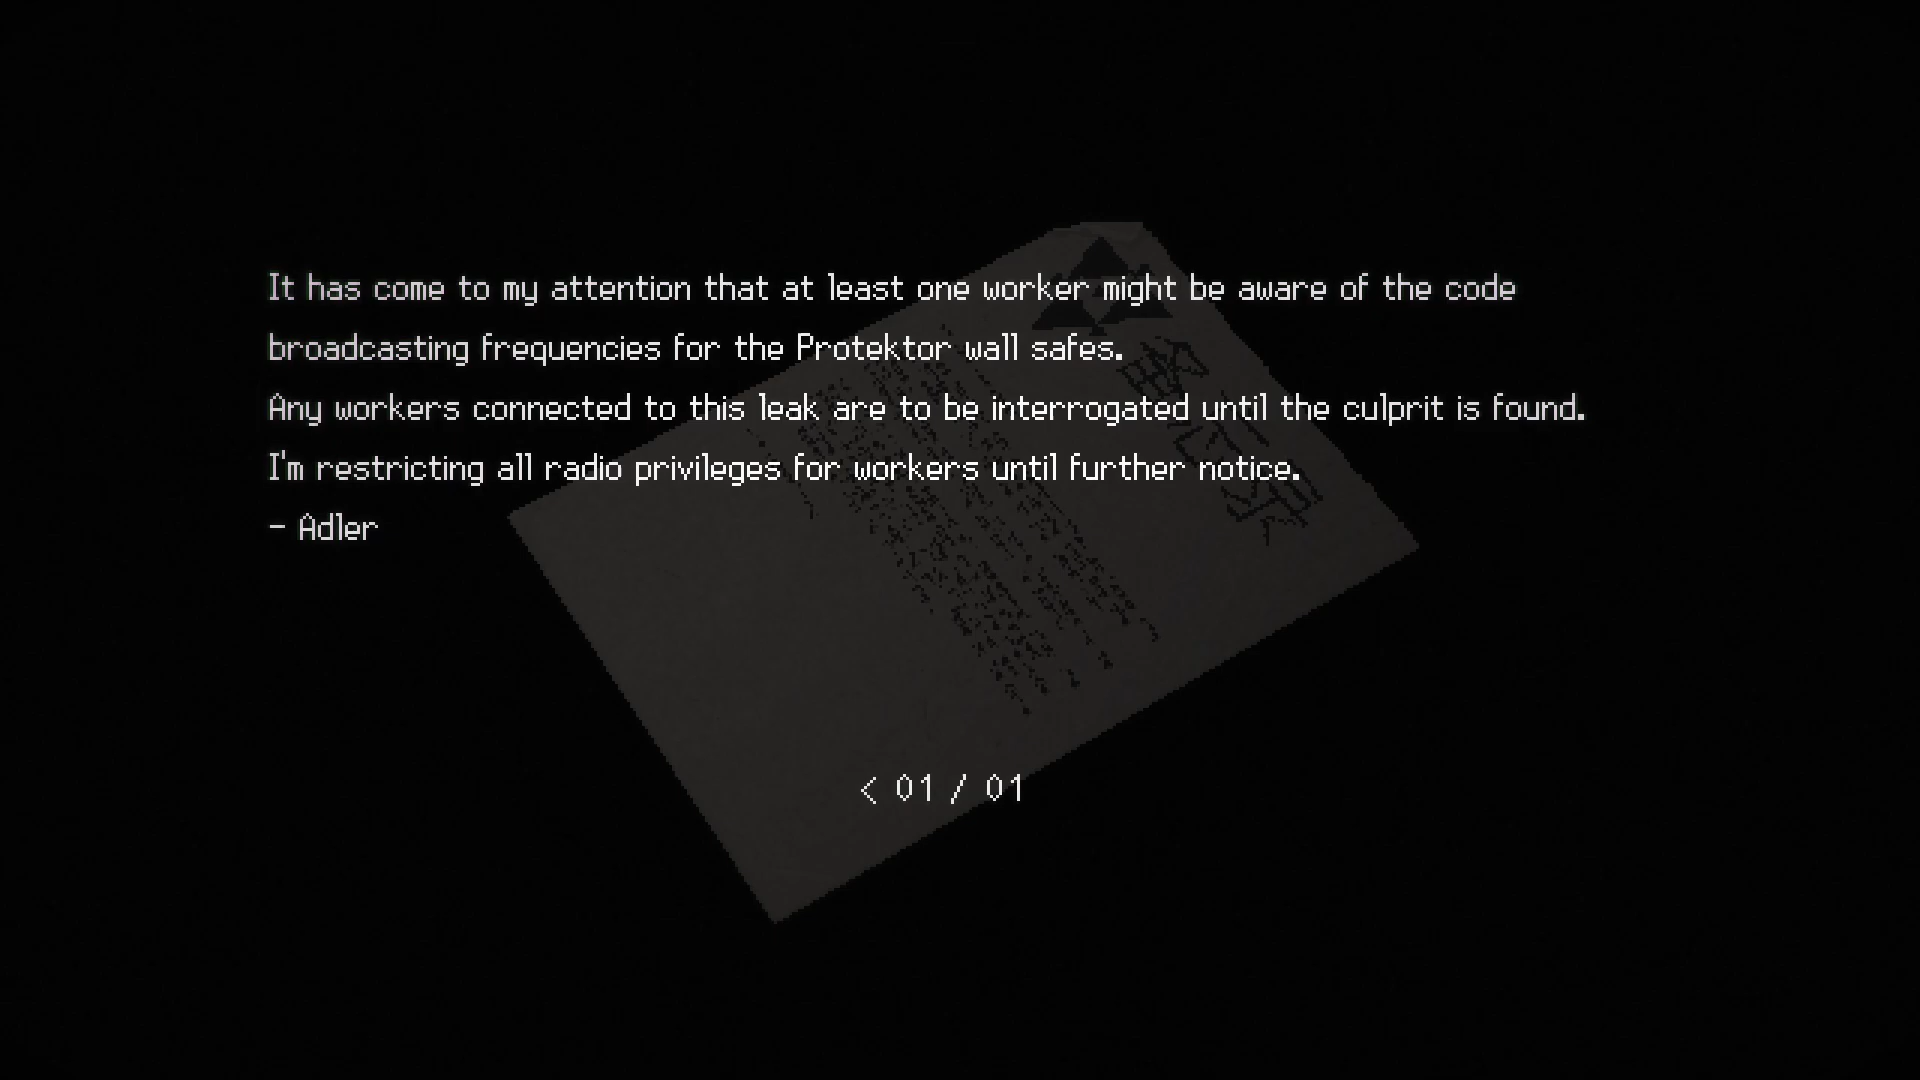 It has come to my attention that at least one worker might be aware of the code
broadcasting frequencies for the Protektor wall safes.
Any workers connected to this leak are to be interrogated until the culprit is found.
I'm restricting all radio privileges for workers until further notice.
- Adler
< 01 / 01